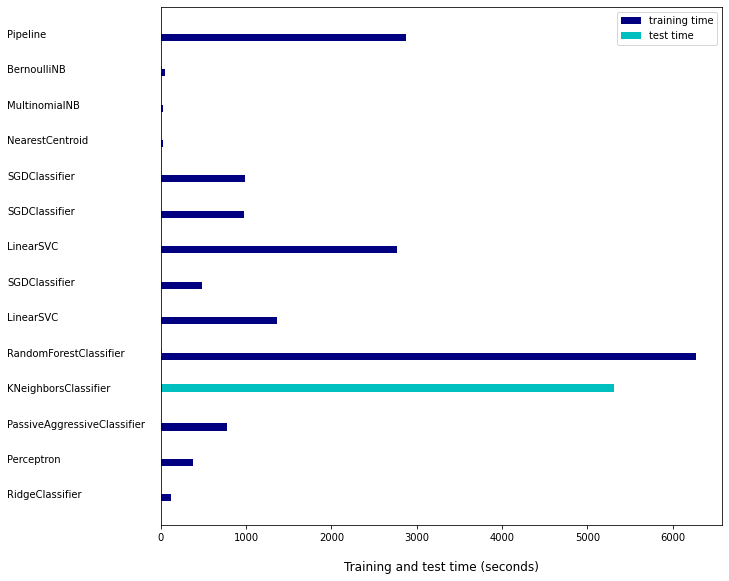 training time
test time
Pipeline
BernoulliNB
MultinomialNB
NearestCentroid
SGDClassifier
SGDClassifier
LinearSVC
SGDClassifier
LinearSVC
RandomForestClassifier
KNeighborsClassifier
PassiveAggressiveClassifier
Perceptron
RidgeClassifier
0 1000 2000 3000 4000 5000 6000
Training and test time (seconds)